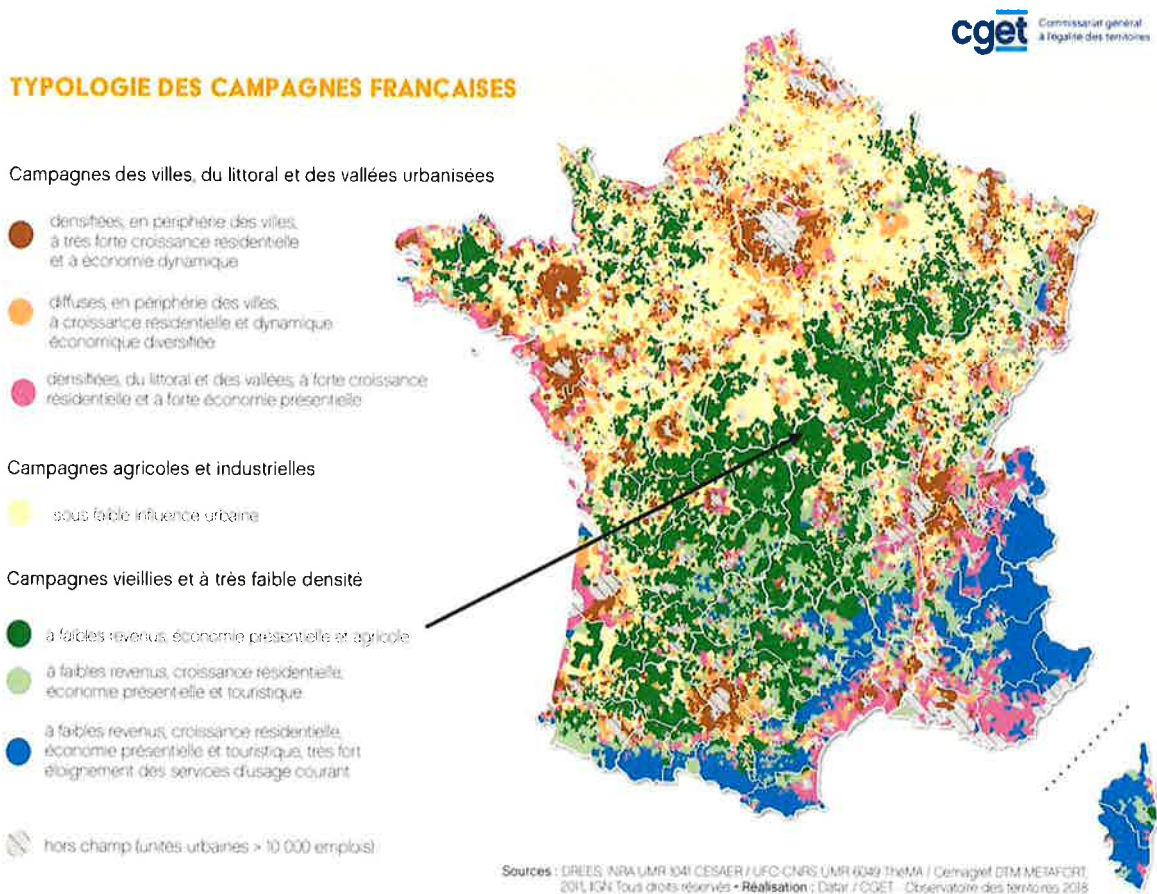 cget Commissariat général
à l'égalité des territoires
TYPOLOGIE DES CAMPAGNES FRANÇAISES
Campagnes des villes, du littoral et des vallées urbanisées
densifiées, en périphérie des villes,
à très forte croissance résidentielle
et à économie dynamique
diffuses, en périphérie des villes,
à croissance résidentielle et dynamique
économique diversifiée
densifiées, du littoral et des vallées, à forte croissance
résidentielle et à forte économie présentielle
Campagnes agricoles et industrielles
sous faible influence urbaine
Campagnes vieillies et à très faible densité
à faibles revenus, économie présentielle et agricole
à faibles revenus, croissance résidentielle,
économie présentielle et touristique
à faibles revenus, croissance résidentielle,
économie présentielle et touristique, très fort
éloignement des services d'usage courant
hors champ (unités urbaines > 10 000 emplois)
Sources : DREES, INRA UMR 1041 CESAER / UFC-CNRS UMR 6049 ThéMA / Cemagref DTM METAFORT,
2011, IGN Tous droits réservés • Réalisation : Datar / CGET - Observatoire des territoires 2018